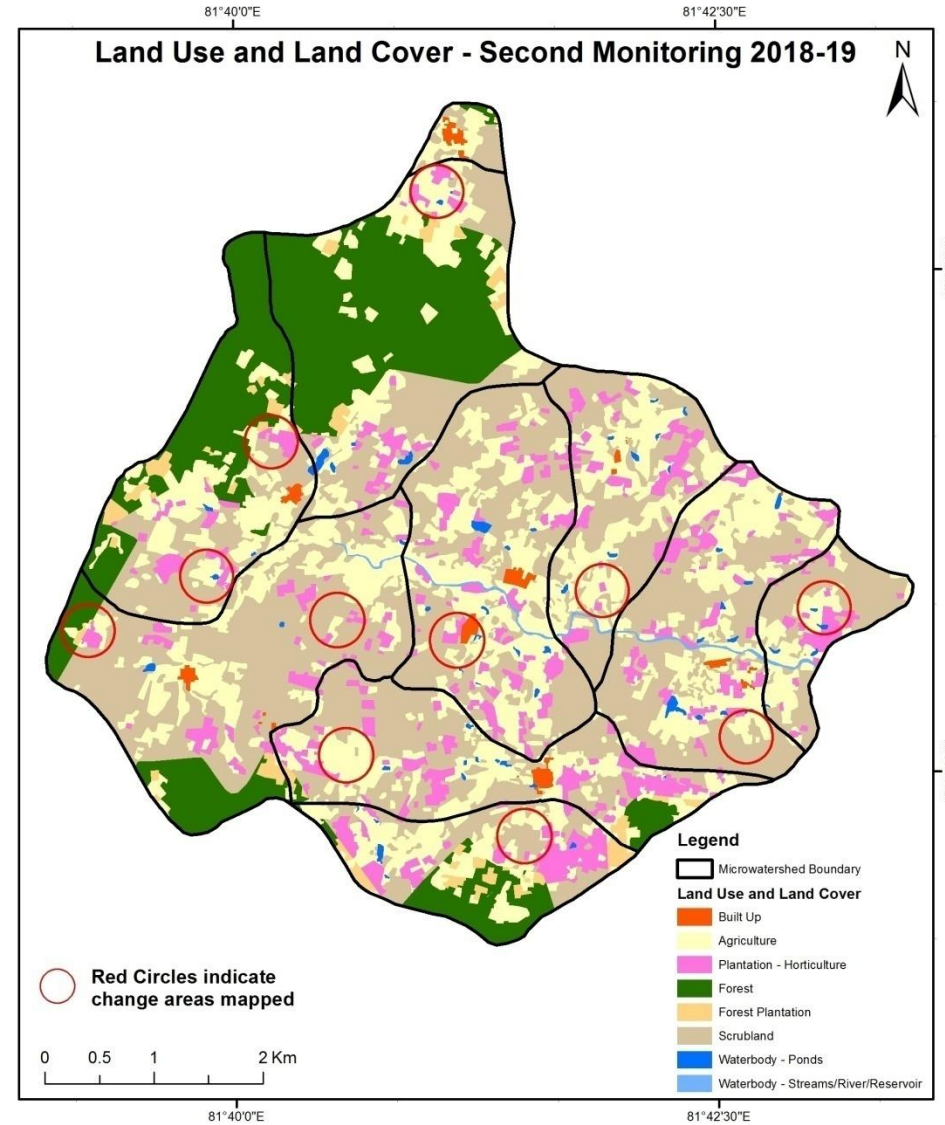 81°40'0"E
81°42'30"E
Land Use and Land Cover - Second Monitoring 2018-19
N
Legend
Microwatershed Boundary
Land Use and Land Cover
Built Up
Agriculture
Plantation - Horticulture
Forest
Forest Plantation
Scrubland
Waterbody - Ponds
Waterbody - Streams/River/Reservoir
Red Circles indicate
change areas mapped
0 0.5 1 2 Km
81°40'0"E
81°42'30"E